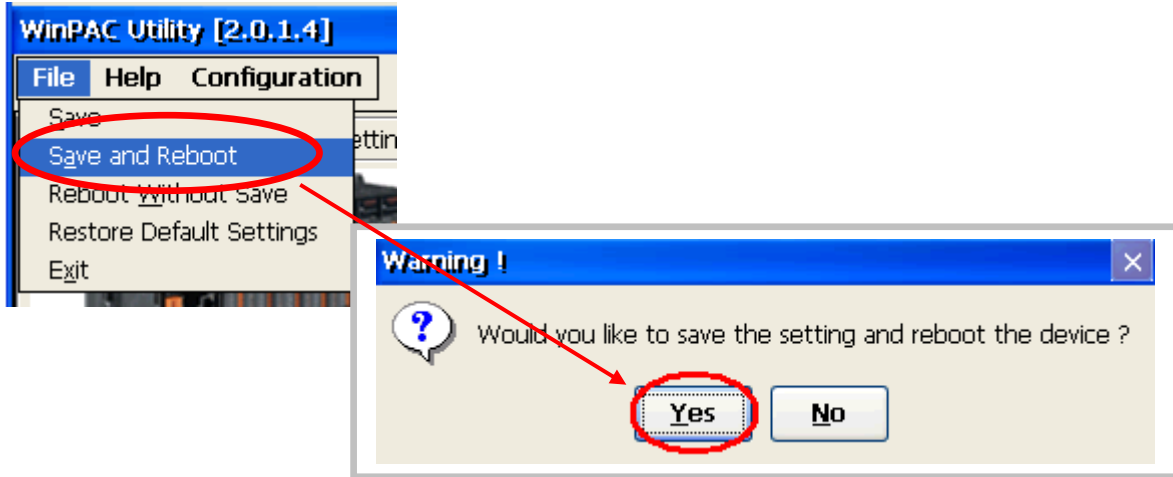 WinPAC Utility [2.0.1.4]
File Help Configuration
Save
Save and Reboot
Reboot Without Save
Restore Default Settings
Exit
Warning !
Would you like to save the setting and reboot the device ?
Yes No